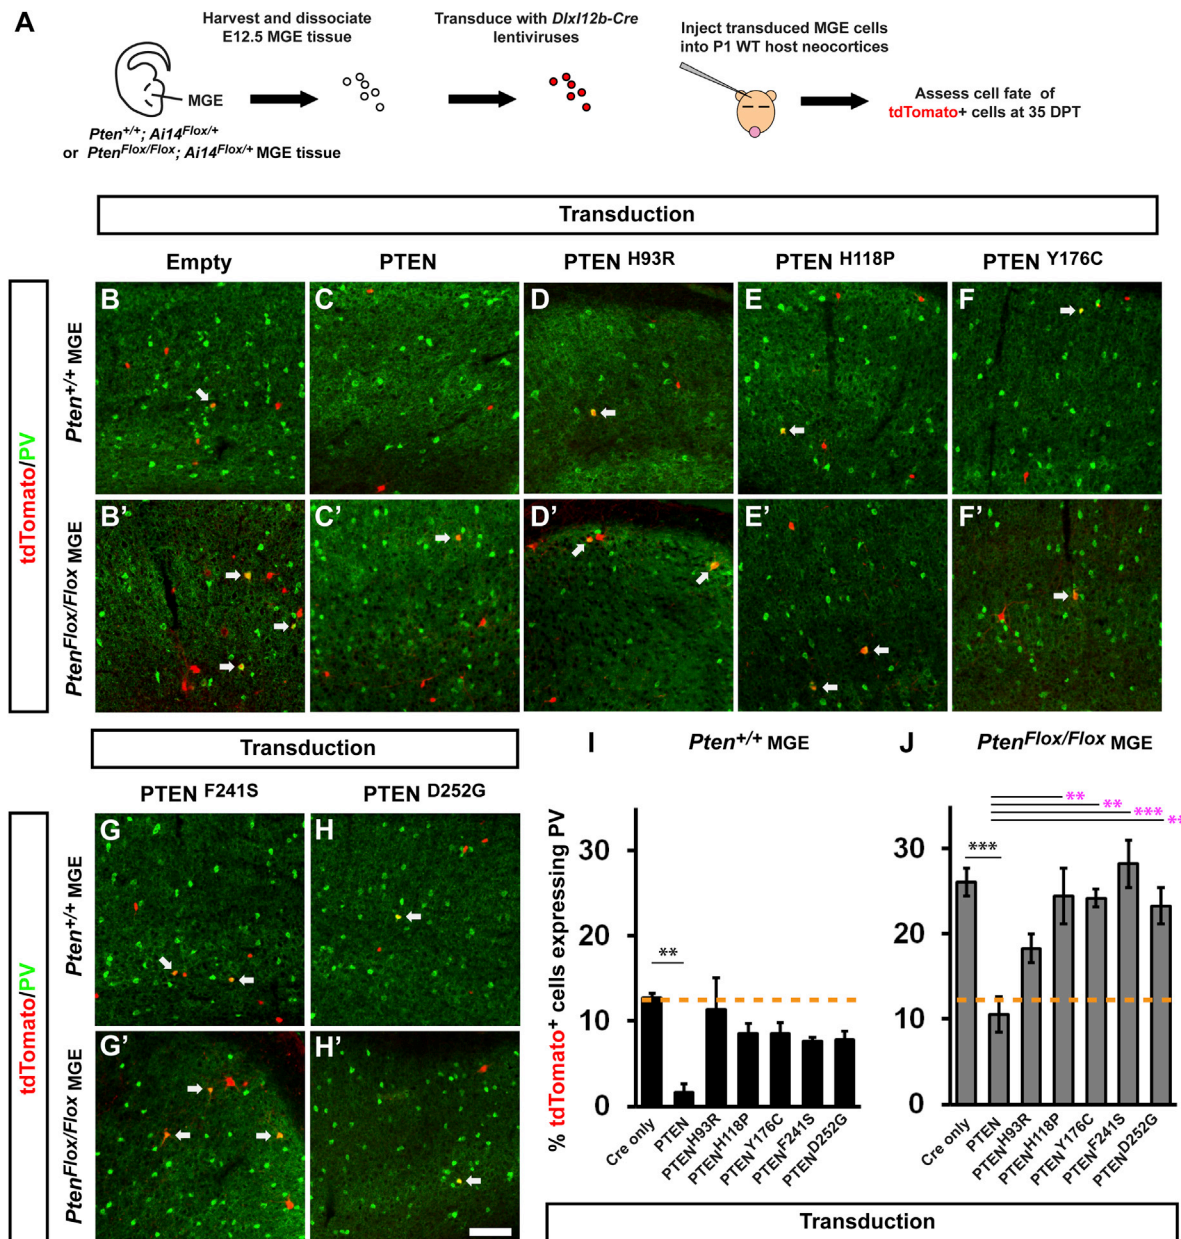 A
Harvest and dissociate
E12.5 MGE tissue
Transduce with DlxI12b-Cre
lentiviruses
Inject transduced MGE cells
into P1 WT host neocortices
MGE
Assess cell fate of
tdTomato+ cells at 35 DPT
Pten+/+; Ai14Flox/+
or PtenFlox/Flox; Ai14Flox/+ MGE tissue
Transduction
Empty
PTEN
PTEN H93R
PTEN H118P
PTEN Y176C
tdTomato/PV
Pten+/+ MGE
B
C
D
E
F
PtenFlox/Flox MGE
B’
C’
D’
E’
F’
Transduction
PTEN F241S
PTEN D252G
tdTomato/PV
Pten+/+ MGE
G
H
PtenFlox/Flox MGE
G’
H’
I
Pten+/+ MGE
% tdTomato+ cells expressing PV
30
20
10
0
**
Cre only
PTEN
PTENH93R
PTENH118P
PTENY176C
PTENF241S
PTEND252G
J
PtenFlox/Flox MGE
30
20
10
0
***
**
**
***
**
Cre only
PTEN
PTENH93R
PTENH118P
PTENY176C
PTENF241S
PTEND252G
Transduction